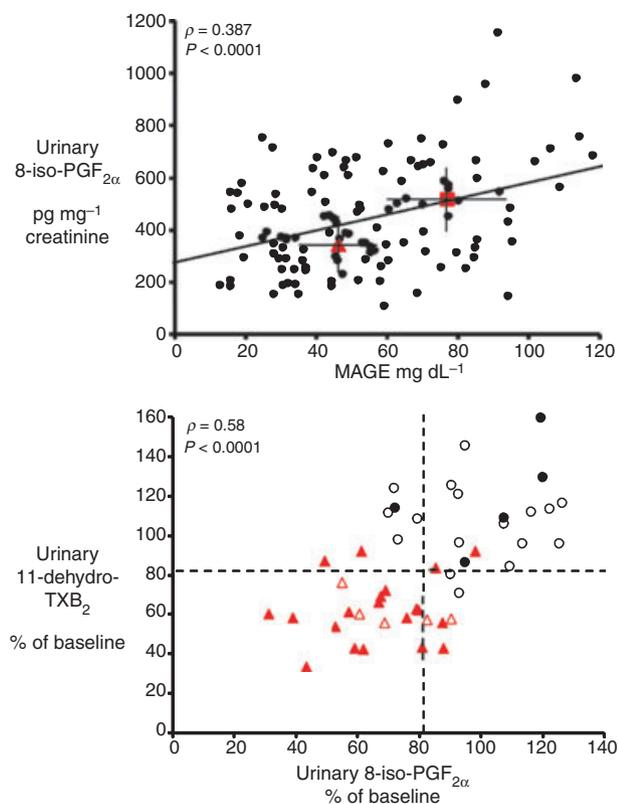 1200
ρ = 0.387
P < 0.0001
1000
800
Urinary
8-iso-PGF2α
600
pg mg−1
creatinine
400
200
0
0 20 40 60 80 100 120
MAGE mg dL−1
160
ρ = 0.58
P < 0.0001
140
120
100
Urinary
11-dehydro-
TXB2
80
60
% of baseline
40
20
0
0 20 40 60 80 100 120 140
Urinary 8-iso-PGF2α
% of baseline